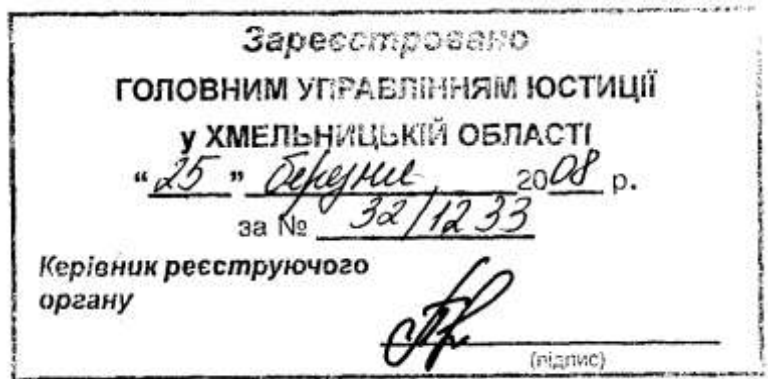 Зареєстровано
ГОЛОВНИМ УПРАВЛІННЯМ ЮСТИЦІЇ
у ХМЕЛЬНИЦЬКІЙ ОБЛАСТІ
“ 25 ” березня 2008 р.
за № 32/1233
Керівник реєструючого
органу
(підпис)